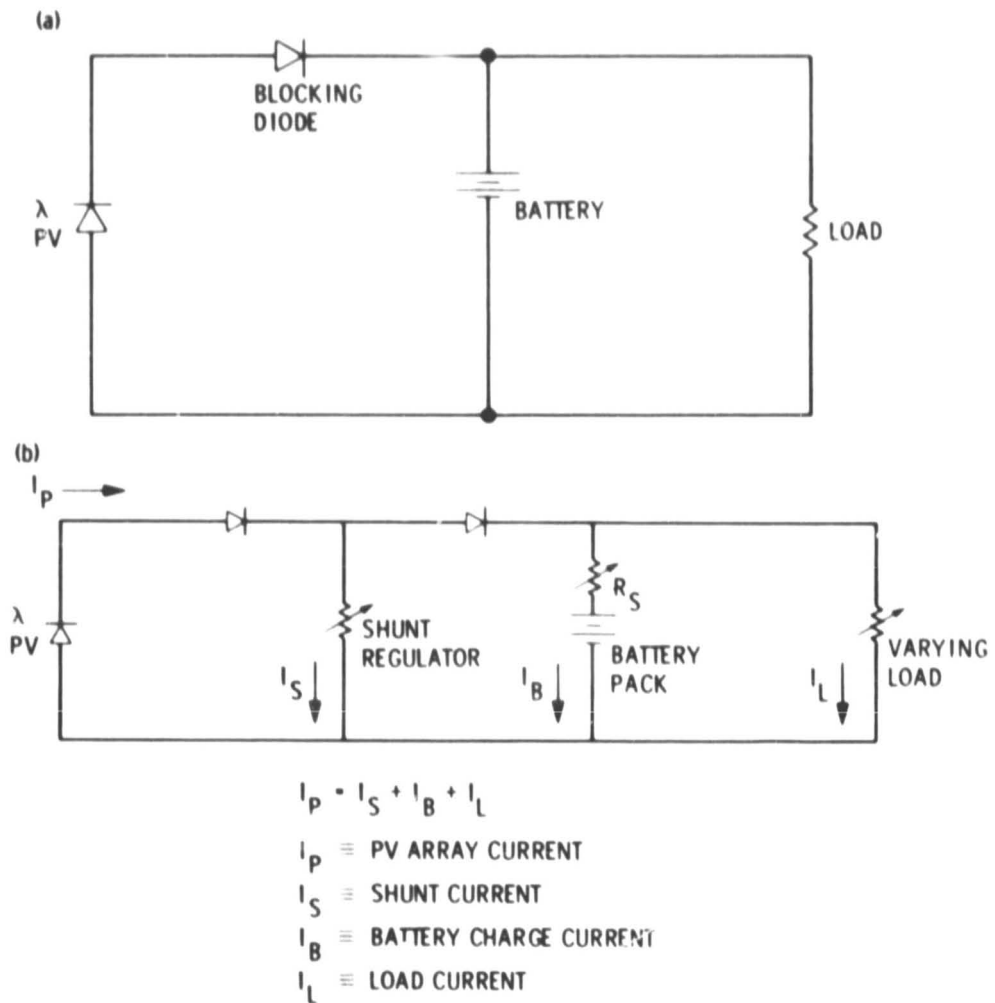 (a)
BLOCKING
DIODE
λ
PV
BATTERY
LOAD
(b)
I_P
λ
PV
SHUNT
REGULATOR
I_S
R_S
BATTERY
PACK
I_B
VARYING
LOAD
I_L
I_P = I_S + I_B + I_L
I_P ≡ PV ARRAY CURRENT
I_S ≡ SHUNT CURRENT
I_B ≡ BATTERY CHARGE CURRENT
I_L ≡ LOAD CURRENT